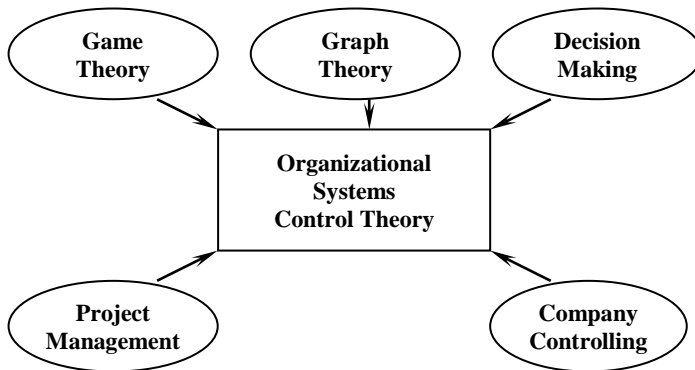 Game
Theory
Graph
Theory
Decision
Making
Organizational
Systems
Control Theory
Project
Management
Company
Controlling